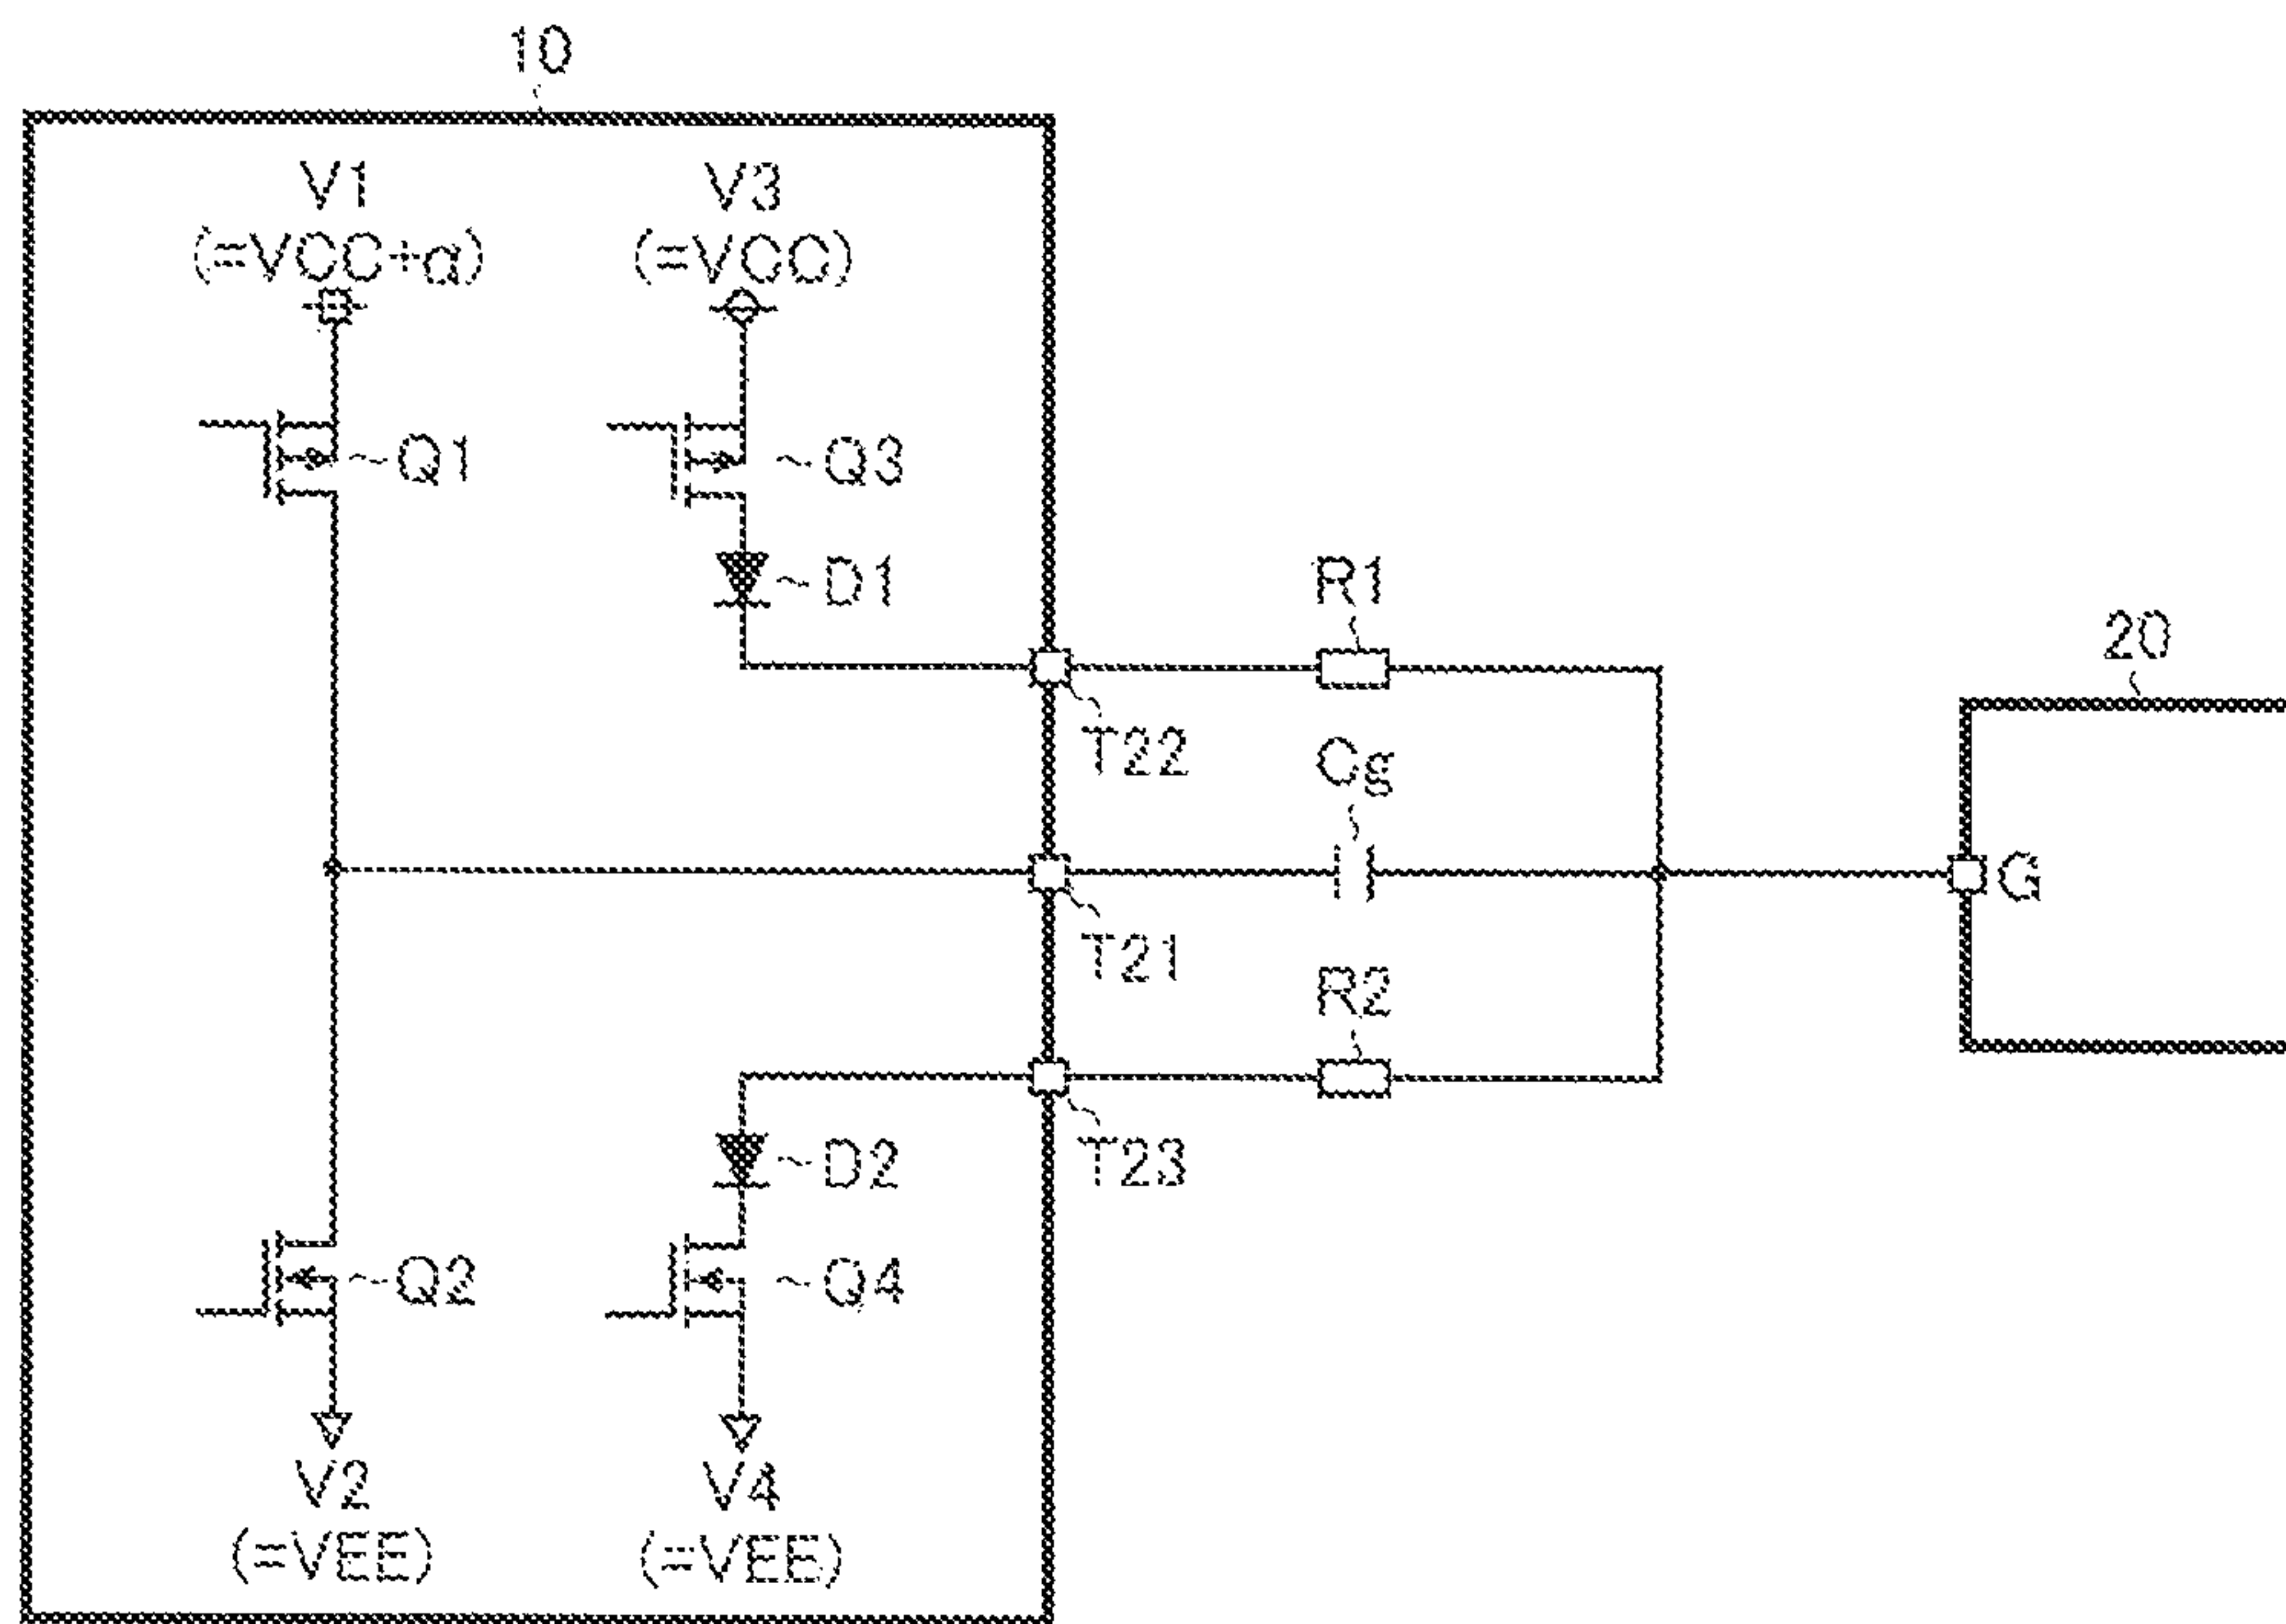 10
V1
(=VCC+α)
V3
(=VCC)
Q1
Q3
D1
R1
20
T22
Cg
G
T21
R2
D2
T23
Q2
Q4
V2
(=VEE)
V4
(=VEE)